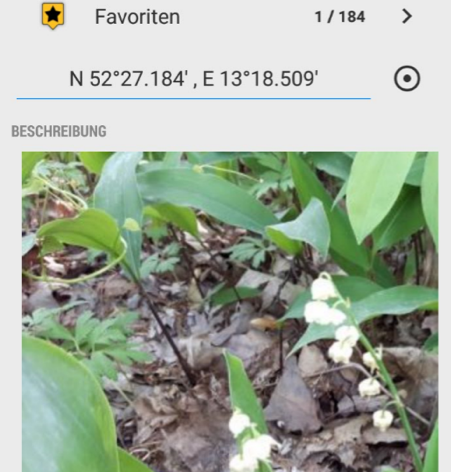 Favoriten 1 / 184
N 52°27.184' , E 13°18.509'
BESCHREIBUNG